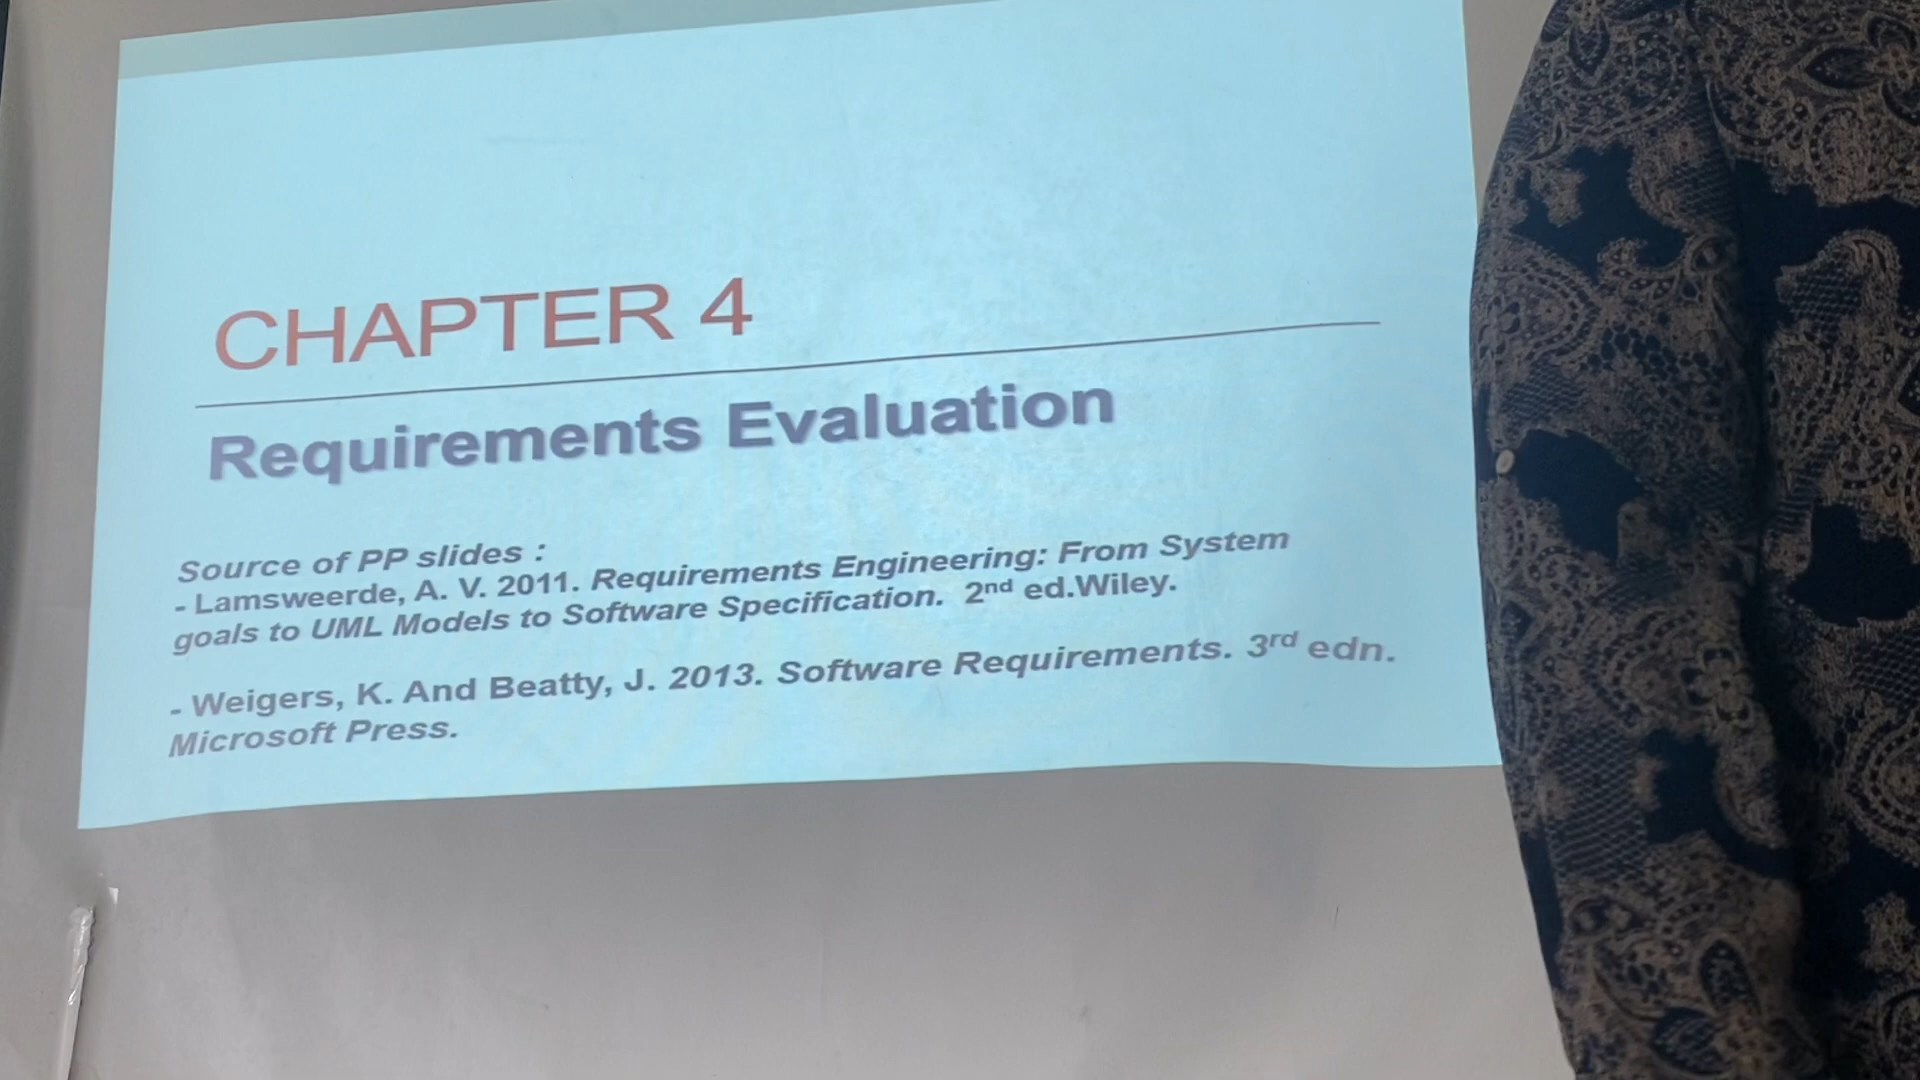 CHAPTER 4
Requirements Evaluation
Source of PP slides :
- Lamsweerde, A. V. 2011. Requirements Engineering: From System
goals to UML Models to Software Specification. 2nd ed.Wiley.
- Weigers, K. And Beatty, J. 2013. Software Requirements. 3rd edn.
Microsoft Press.